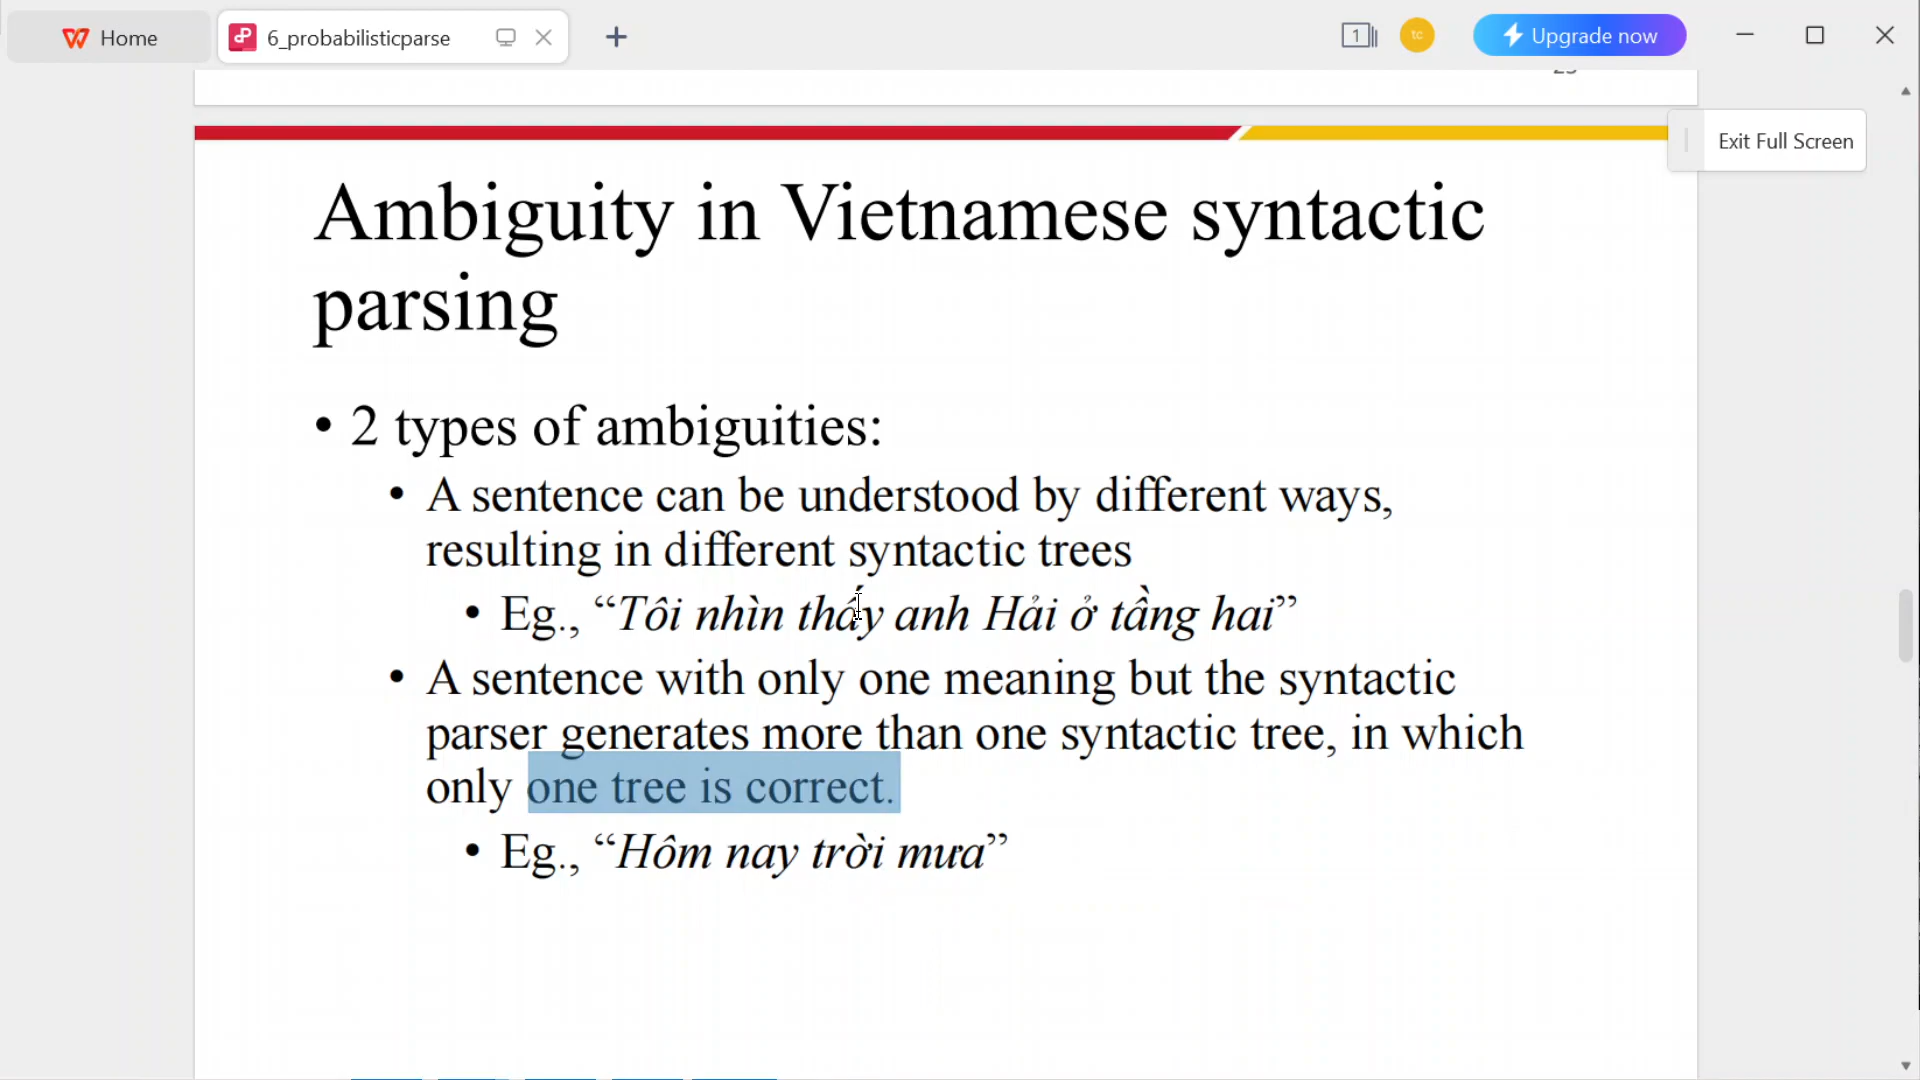 Home
6_probabilisticparse
1
tc
Upgrade now
Exit Full Screen
Ambiguity in Vietnamese syntactic
parsing
• 2 types of ambiguities:
• A sentence can be understood by different ways,
resulting in different syntactic trees
• Eg., “Tôi nhìn thấy anh Hải ở tầng hai”
• A sentence with only one meaning but the syntactic
parser generates more than one syntactic tree, in which
only one tree is correct.
• Eg., “Hôm nay trời mưa”